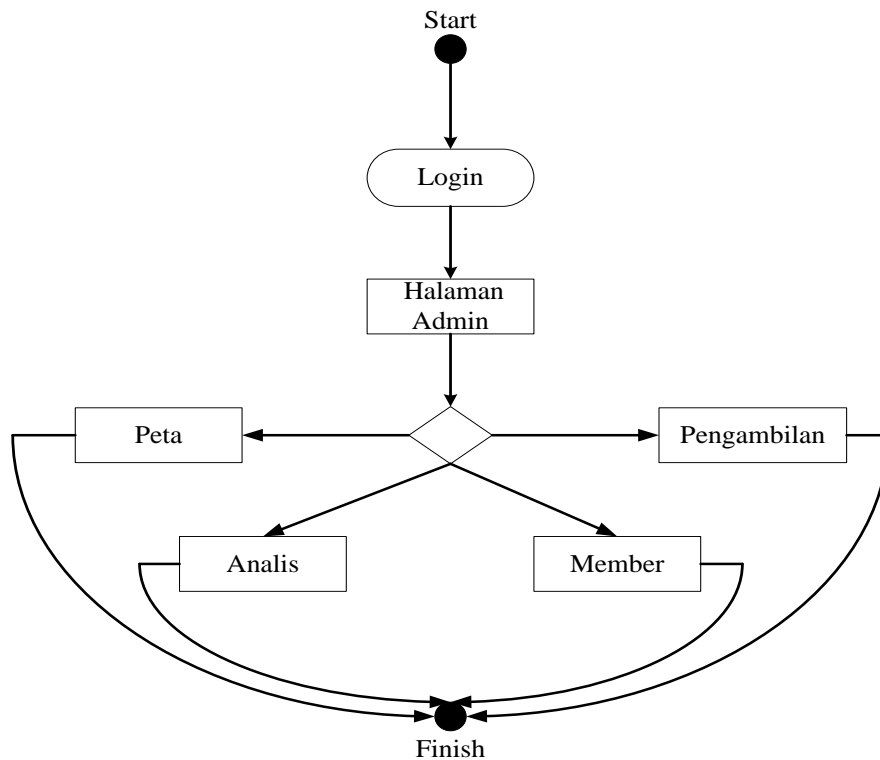 Start
Login
Halaman
Admin
Peta
Pengambilan
Analis
Member
Finish